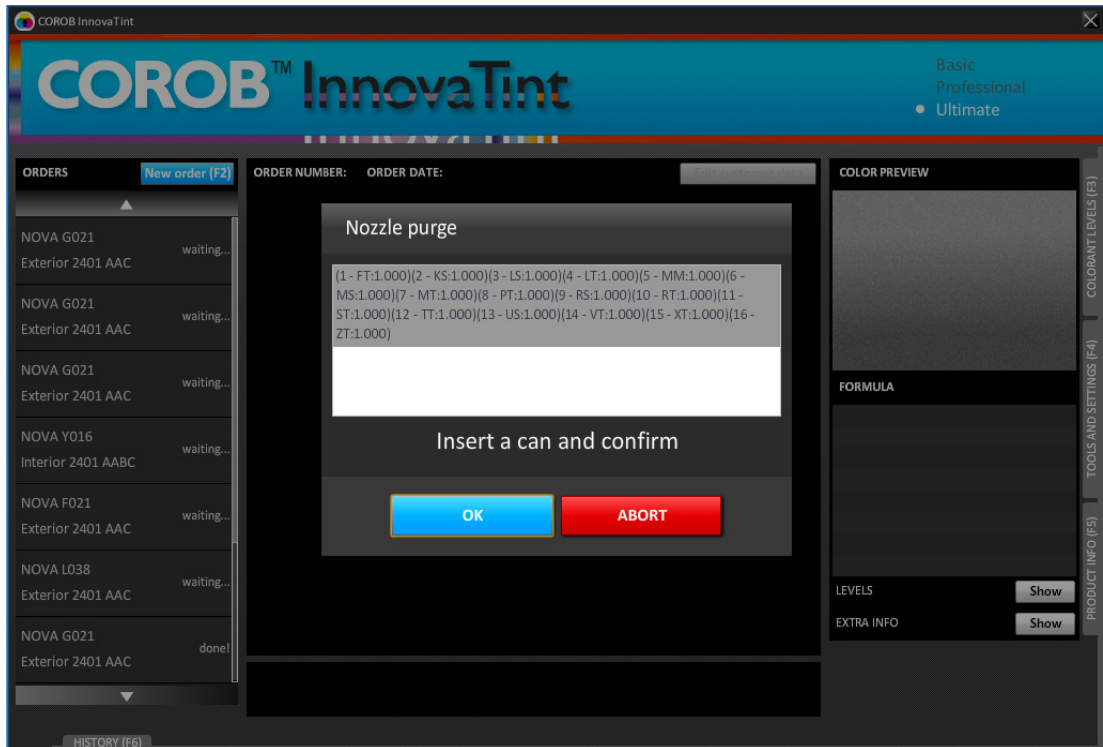 COROB InnovaTint
COROB™ InnovaTint
Basic
Professional
Ultimate
ORDERS
New order (F2)
NOVA G021
waiting...
Exterior 2401 AAC
NOVA G021
waiting...
Exterior 2401 AAC
NOVA G021
waiting...
Exterior 2401 AAC
NOVA Y016
waiting...
Interior 2401 AABC
NOVA F021
waiting...
Exterior 2401 AAC
NOVA L038
waiting...
Exterior 2401 AAC
NOVA G021
done!
Exterior 2401 AAC
HISTORY (F6)
ORDER NUMBER: ORDER DATE:
Edit customer data
Nozzle purge
(1 - FT:1.000)(2 - KS:1.000)(3 - LS:1.000)(4 - LT:1.000)(5 - MM:1.000)(6 -
MS:1.000)(7 - MT:1.000)(8 - PT:1.000)(9 - RS:1.000)(10 - RT:1.000)(11 -
ST:1.000)(12 - TT:1.000)(13 - US:1.000)(14 - VT:1.000)(15 - XT:1.000)(16 -
ZT:1.000)
Insert a can and confirm
OK
ABORT
COLOR PREVIEW
FORMULA
LEVELS
Show
EXTRA INFO
Show
COLORANT LEVELS (F3)
TOOLS AND SETTINGS (F4)
PRODUCT INFO (F5)